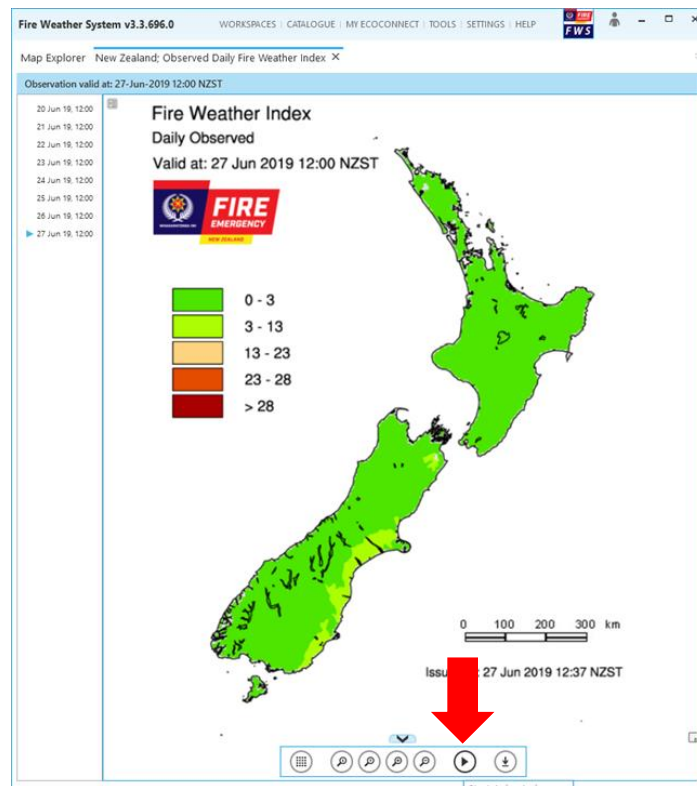 Fire Weather System v3.3.696.0
WORKSPACES | CATALOGUE | MY ECOCONNECT | TOOLS | SETTINGS | HELP
FIRE
FWS
Map Explorer New Zealand; Observed Daily Fire Weather Index ×
Observation valid at: 27-Jun-2019 12:00 NZST
20 Jun 19, 12:00
21 Jun 19, 12:00
22 Jun 19, 12:00
23 Jun 19, 12:00
24 Jun 19, 12:00
25 Jun 19, 12:00
26 Jun 19, 12:00
27 Jun 19, 12:00
Fire Weather Index
Daily Observed
Valid at: 27 Jun 2019 12:00 NZST
FIRE
EMERGENCY
NEW ZEALAND
0 - 3
3 - 13
13 - 23
23 - 28
> 28
0 100 200 300 km
27 Jun 2019 12:37 NZST